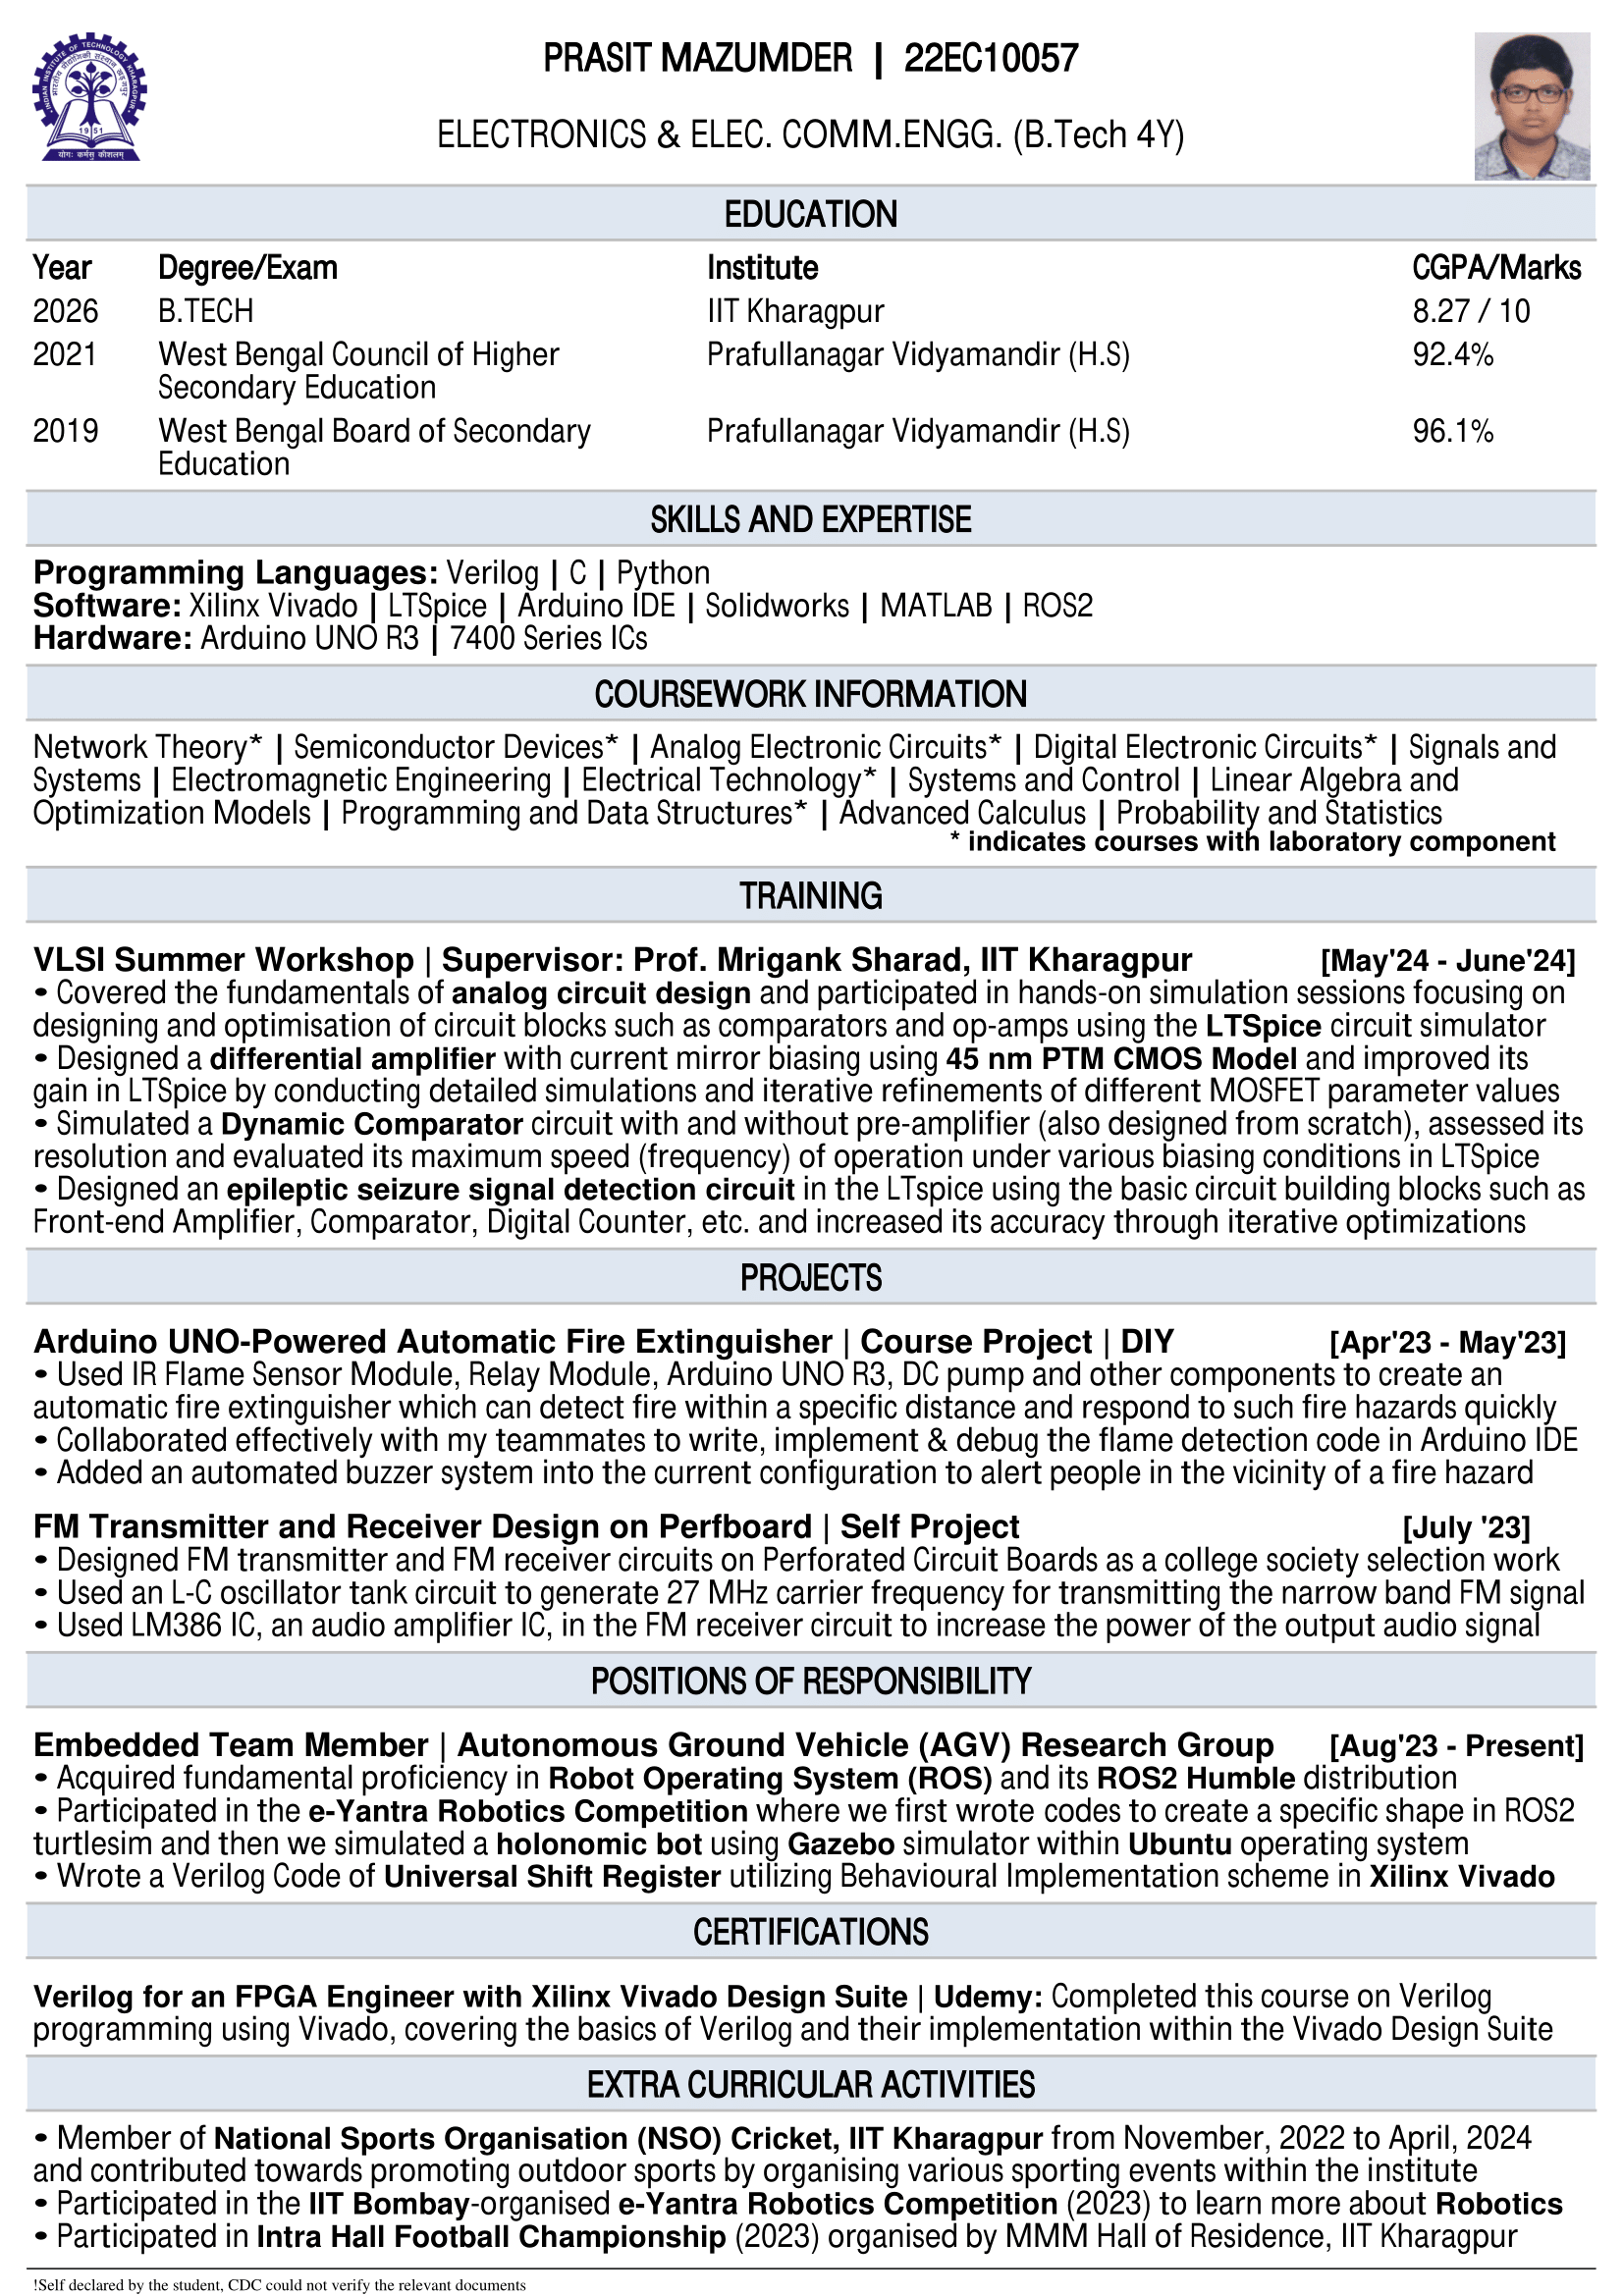 INDIAN INSTITUTE OF TECHNOLOGY KHARAGPUR
भारतीय प्रौद्योगिकी संस्थान खड़गपुर
1951
योगः कर्मसु कौशलम्
PRASIT MAZUMDER | 22EC10057
ELECTRONICS & ELEC. COMM.ENGG. (B.Tech 4Y)
EDUCATION
Year Degree/Exam Institute CGPA/Marks
2026 B.TECH IIT Kharagpur 8.27 / 10
2021 West Bengal Council of Higher Prafullanagar Vidyamandir (H.S) 92.4%
Secondary Education
2019 West Bengal Board of Secondary Prafullanagar Vidyamandir (H.S) 96.1%
Education
SKILLS AND EXPERTISE
Programming Languages: Verilog | C | Python
Software: Xilinx Vivado | LTSpice | Arduino IDE | Solidworks | MATLAB | ROS2
Hardware: Arduino UNO R3 | 7400 Series ICs
COURSEWORK INFORMATION
Network Theory* | Semiconductor Devices* | Analog Electronic Circuits* | Digital Electronic Circuits* | Signals and
Systems | Electromagnetic Engineering | Electrical Technology* | Systems and Control | Linear Algebra and
Optimization Models | Programming and Data Structures* | Advanced Calculus | Probability and Statistics
* indicates courses with laboratory component
TRAINING
VLSI Summer Workshop | Supervisor: Prof. Mrigank Sharad, IIT Kharagpur [May'24 - June'24]
• Covered the fundamentals of analog circuit design and participated in hands-on simulation sessions focusing on
designing and optimisation of circuit blocks such as comparators and op-amps using the LTSpice circuit simulator
• Designed a differential amplifier with current mirror biasing using 45 nm PTM CMOS Model and improved its
gain in LTSpice by conducting detailed simulations and iterative refinements of different MOSFET parameter values
• Simulated a Dynamic Comparator circuit with and without pre-amplifier (also designed from scratch), assessed its
resolution and evaluated its maximum speed (frequency) of operation under various biasing conditions in LTSpice
• Designed an epileptic seizure signal detection circuit in the LTspice using the basic circuit building blocks such as
Front-end Amplifier, Comparator, Digital Counter, etc. and increased its accuracy through iterative optimizations
PROJECTS
Arduino UNO-Powered Automatic Fire Extinguisher | Course Project | DIY [Apr'23 - May'23]
• Used IR Flame Sensor Module, Relay Module, Arduino UNO R3, DC pump and other components to create an
automatic fire extinguisher which can detect fire within a specific distance and respond to such fire hazards quickly
• Collaborated effectively with my teammates to write, implement & debug the flame detection code in Arduino IDE
• Added an automated buzzer system into the current configuration to alert people in the vicinity of a fire hazard
FM Transmitter and Receiver Design on Perfboard | Self Project [July '23]
• Designed FM transmitter and FM receiver circuits on Perforated Circuit Boards as a college society selection work
• Used an L-C oscillator tank circuit to generate 27 MHz carrier frequency for transmitting the narrow band FM signal
• Used LM386 IC, an audio amplifier IC, in the FM receiver circuit to increase the power of the output audio signal
POSITIONS OF RESPONSIBILITY
Embedded Team Member | Autonomous Ground Vehicle (AGV) Research Group [Aug'23 - Present]
• Acquired fundamental proficiency in Robot Operating System (ROS) and its ROS2 Humble distribution
• Participated in the e-Yantra Robotics Competition where we first wrote codes to create a specific shape in ROS2
turtlesim and then we simulated a holonomic bot using Gazebo simulator within Ubuntu operating system
• Wrote a Verilog Code of Universal Shift Register utilizing Behavioural Implementation scheme in Xilinx Vivado
CERTIFICATIONS
Verilog for an FPGA Engineer with Xilinx Vivado Design Suite | Udemy: Completed this course on Verilog
programming using Vivado, covering the basics of Verilog and their implementation within the Vivado Design Suite
EXTRA CURRICULAR ACTIVITIES
• Member of National Sports Organisation (NSO) Cricket, IIT Kharagpur from November, 2022 to April, 2024
and contributed towards promoting outdoor sports by organising various sporting events within the institute
• Participated in the IIT Bombay-organised e-Yantra Robotics Competition (2023) to learn more about Robotics
• Participated in Intra Hall Football Championship (2023) organised by MMM Hall of Residence, IIT Kharagpur
!Self declared by the student, CDC could not verify the relevant documents